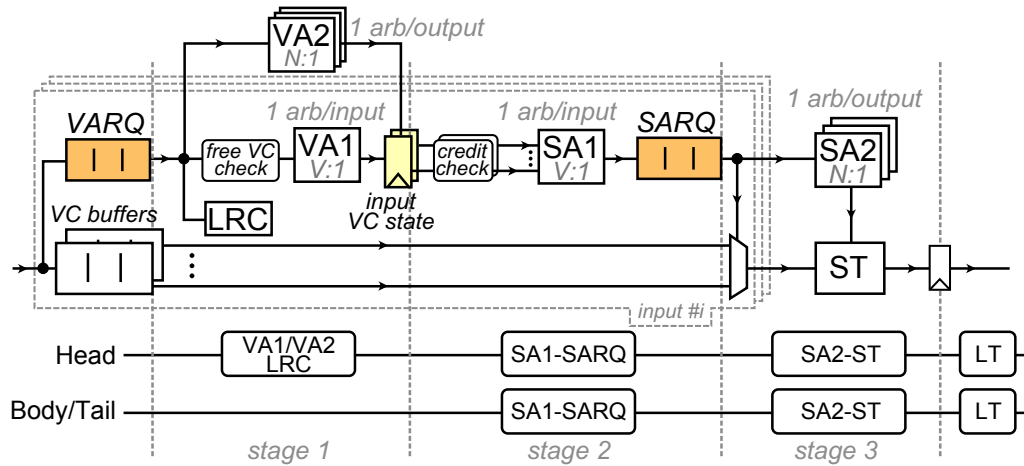 VA2
N:1
1 arb/output
VARQ
1 arb/input
1 arb/input
SARQ
1 arb/output
free VC
check
VA1
V:1
credit
check
SA1
V:1
SA2
N:1
LRC
input
VC state
VC buffers
ST
input #i
Head
VA1/VA2
LRC
SA1-SARQ
SA2-ST
LT
Body/Tail
SA1-SARQ
SA2-ST
LT
stage 1
stage 2
stage 3